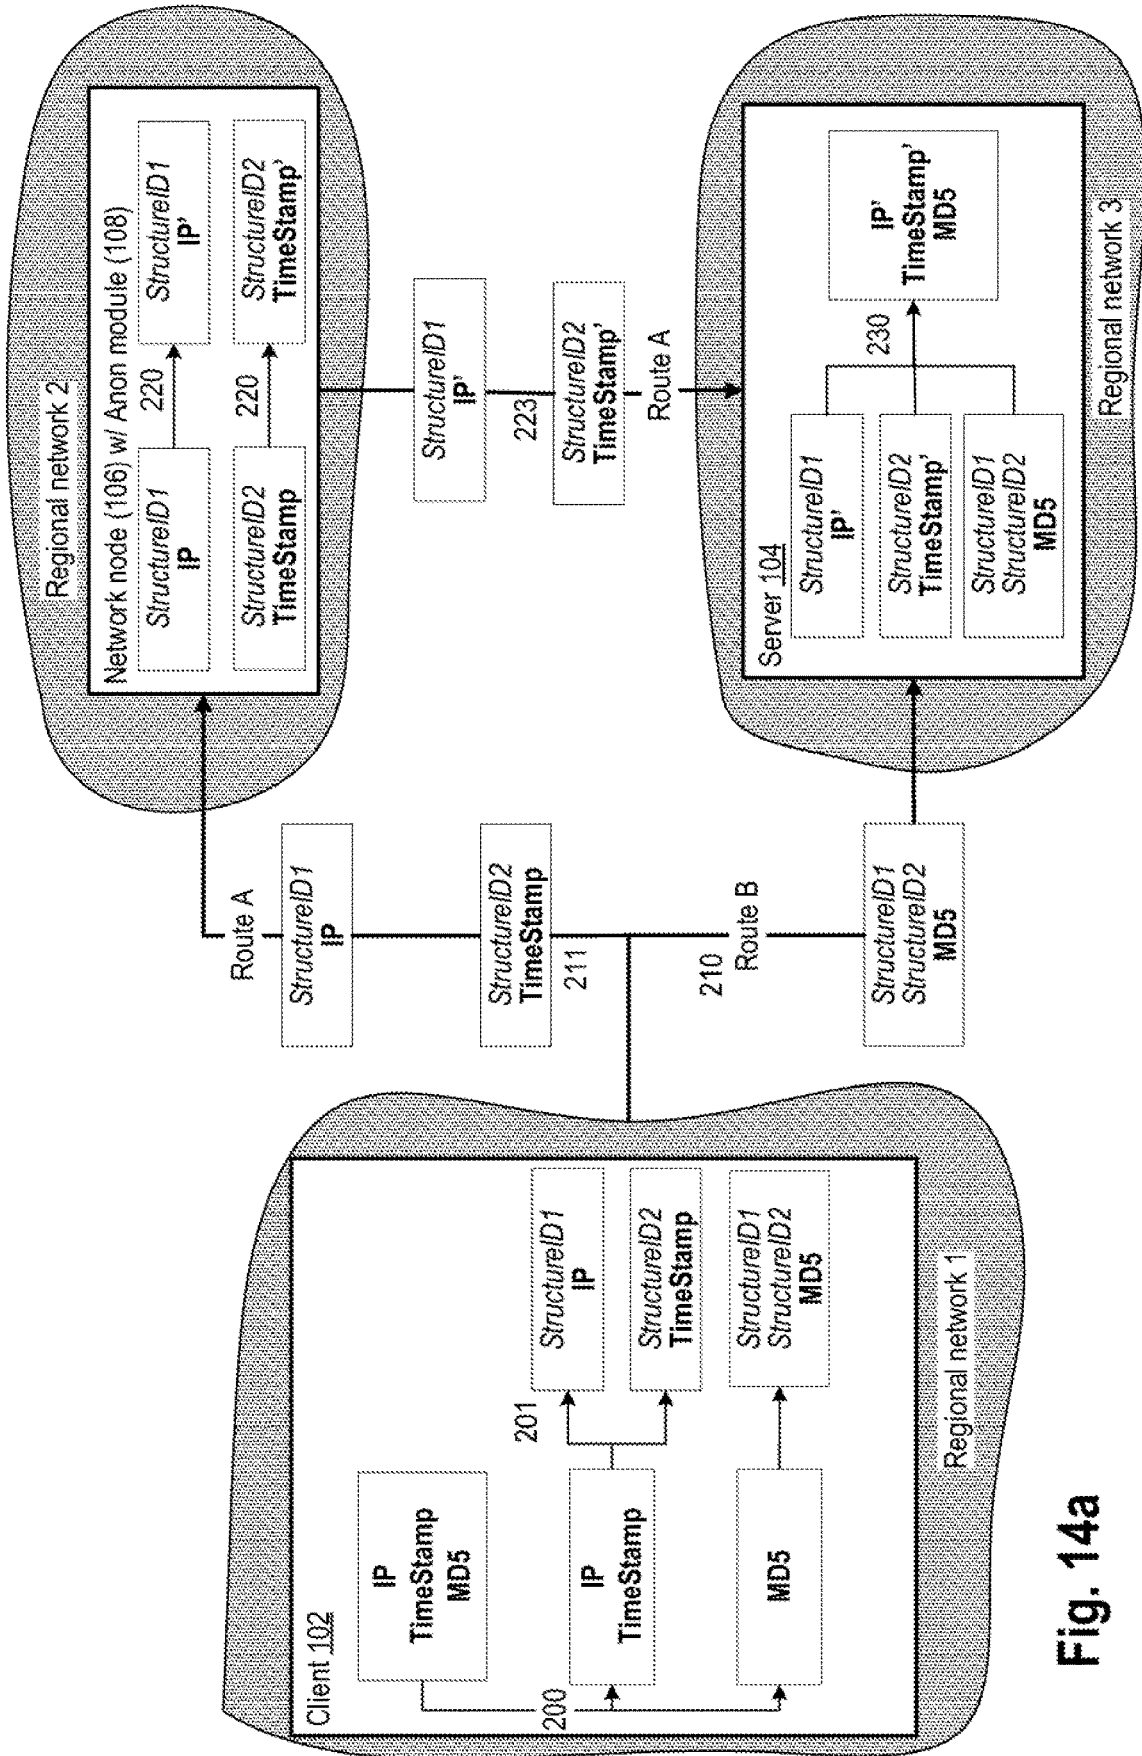 Client 102
IP
TimeStamp
MD5
200
IP
TimeStamp
MD5
201
StructureID1
IP
StructureID2
TimeStamp
StructureID1
StructureID2
MD5
Regional network 1
Route A
StructureID1
IP
StructureID2
TimeStamp
211
210
Route B
StructureID1
StructureID2
MD5
Regional network 2
Network node (106) w/ Anon module (108)
StructureID1
IP
220
StructureID1
IP'
StructureID2
TimeStamp
220
StructureID2
TimeStamp'
StructureID1
IP'
223
StructureID2
TimeStamp'
Route A
Server 104
StructureID1
IP'
StructureID2
TimeStamp'
StructureID1
StructureID2
MD5
230
IP'
TimeStamp'
MD5
Regional network 3
Fig. 14a